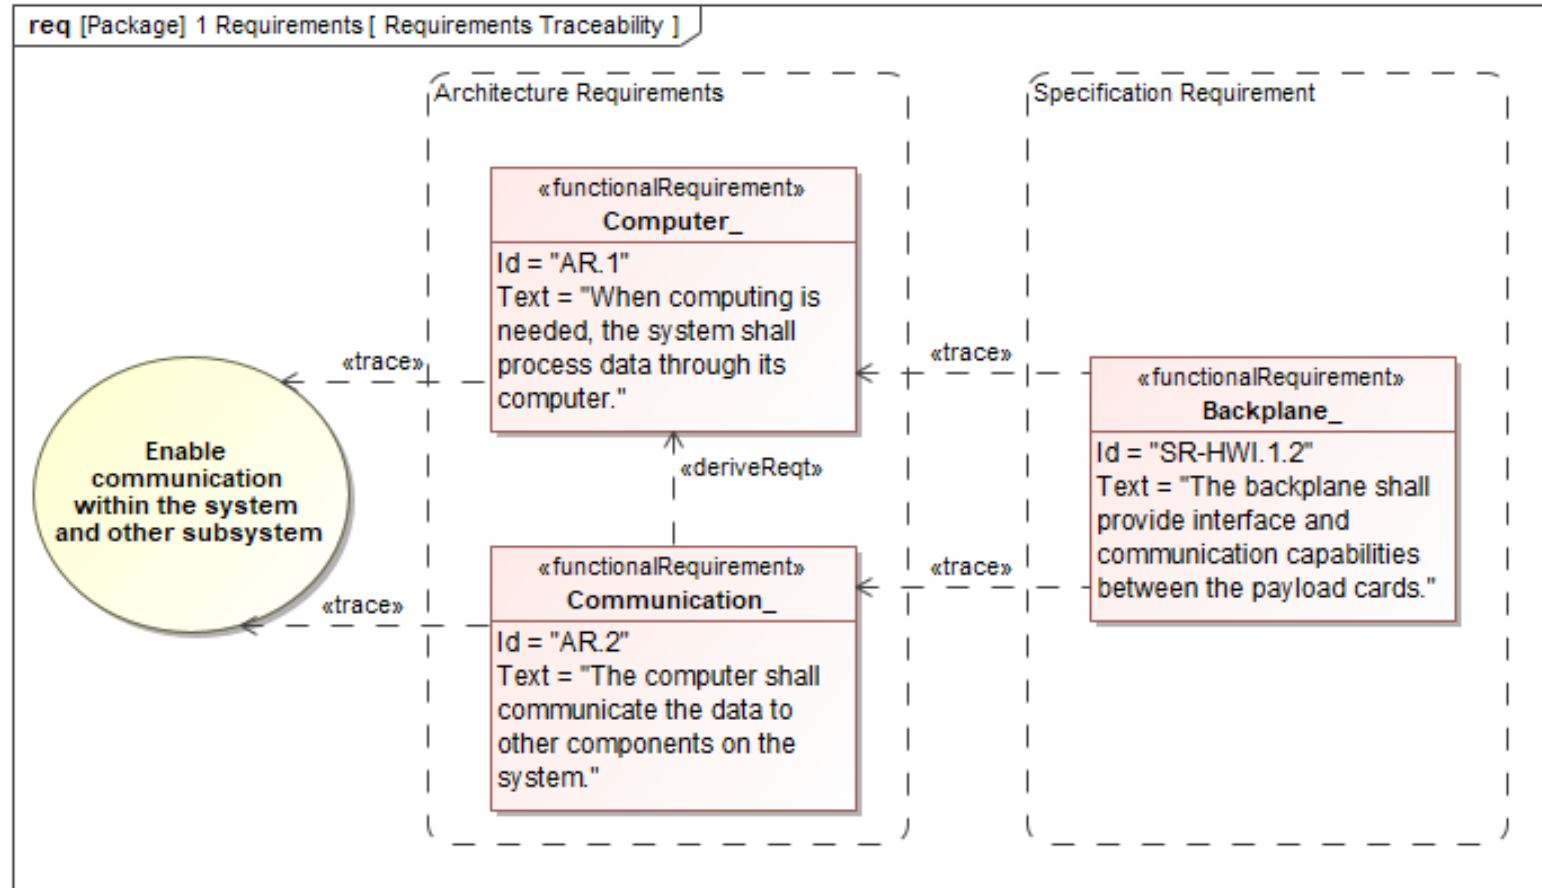 req [Package] 1 Requirements [ Requirements Traceability ]
Architecture Requirements
Specification Requirement
«functionalRequirement»
Computer_
Id = "AR.1"
Text = "When computing is
needed, the system shall
process data through its
computer."
«trace»
«trace»
«functionalRequirement»
Backplane_
Id = "SR-HWI.1.2"
Text = "The backplane shall
provide interface and
communication capabilities
between the payload cards."
Enable
communication
within the system
and other subsystem
«deriveReqt»
«trace»
«trace»
«functionalRequirement»
Communication_
Id = "AR.2"
Text = "The computer shall
communicate the data to
other components on the
system."